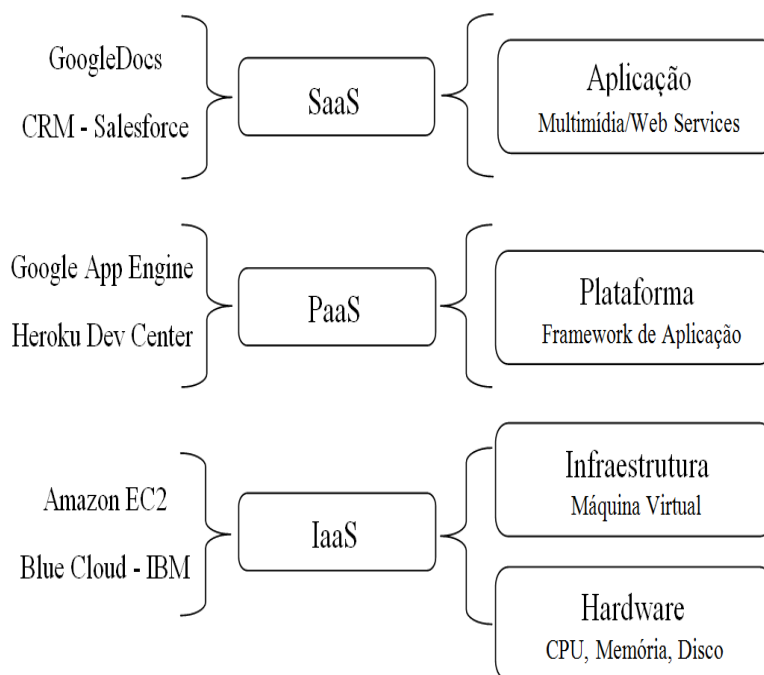 GoogleDocs
CRM - Salesforce
SaaS
Aplicação
Multimídia/Web Services
Google App Engine
Heroku Dev Center
PaaS
Plataforma
Framework de Aplicação
Amazon EC2
Blue Cloud - IBM
IaaS
Infraestrutura
Máquina Virtual
Hardware
CPU, Memória, Disco